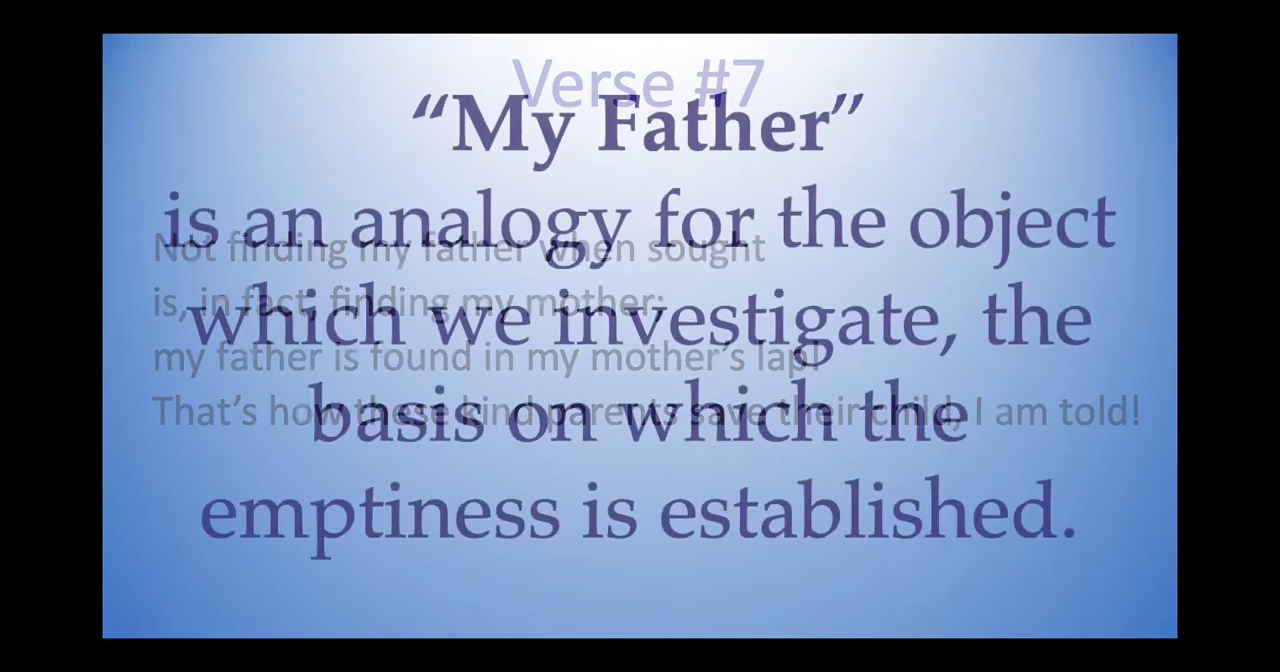 Verse #7
“My Father”
is an analogy for the object
Not finding my father when sought
is, in fact, finding my mother;
which we investigate, the
my father is found in my mother’s lap!
basis on which the
That’s how these kind parents save their child, I am told!
emptiness is established.